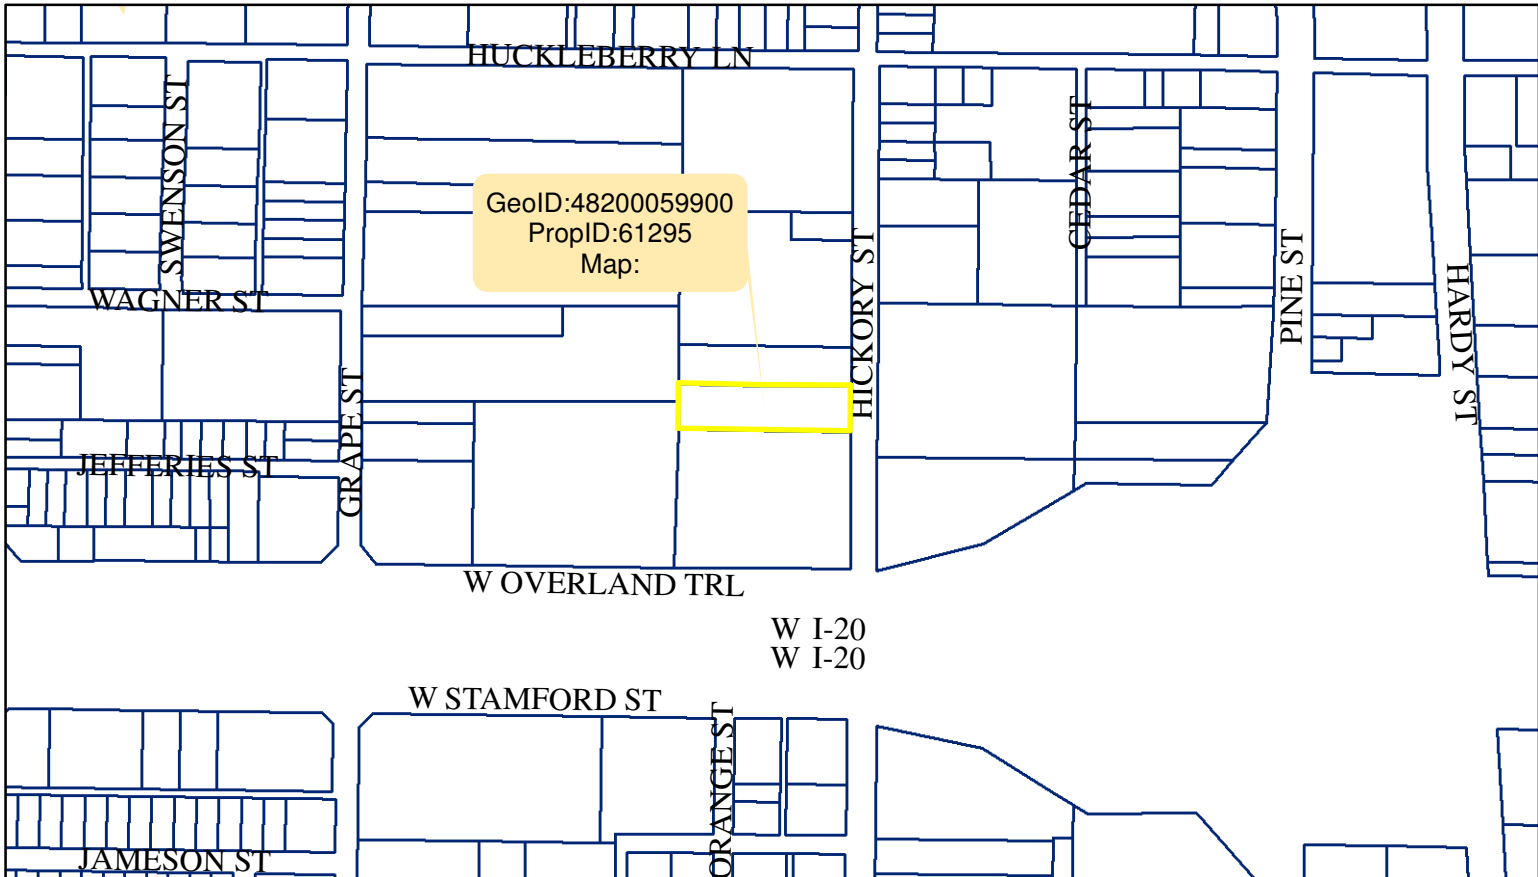 HUCKLEBERRY LN
SWENSON ST
CEDAR ST
GeoID:48200059900
PropID:61295
Map:
HICKORY ST
PINE ST
HARDY ST
WAGNER ST
GRAPE ST
JEFFERIES ST
W OVERLAND TRL
W I-20
W I-20
W STAMFORD ST
ORANGE ST
JAMESON ST